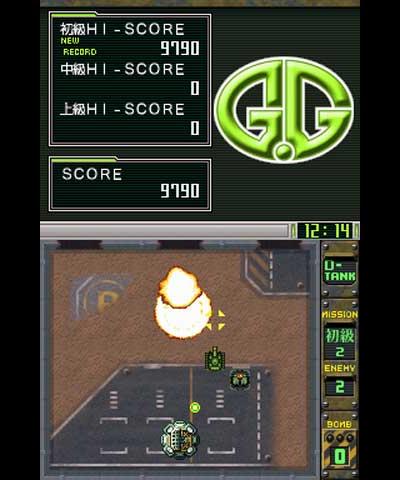 初級HI-SCORE
NEW
RECORD
9790
中級HI-SCORE
0
上級HI-SCORE
0
G.G
SCORE
9790
12:14
U-
TANK
MISSION
初級
2
ENEMY
2
BOMB
0